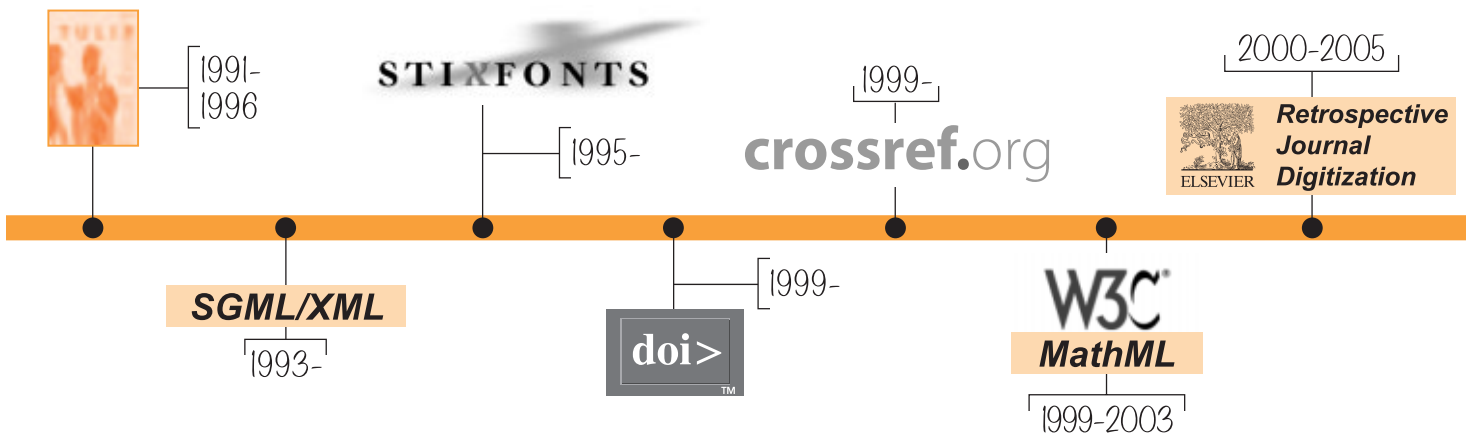 TULIP
1991-
1996
SGML/XML
1993-
STIXFONTS
1995-
doi>
TM
1999-
1999-
crossref.org
W3C®
MathML
1999-2003
2000-2005
ELSEVIER
Retrospective
Journal
Digitization